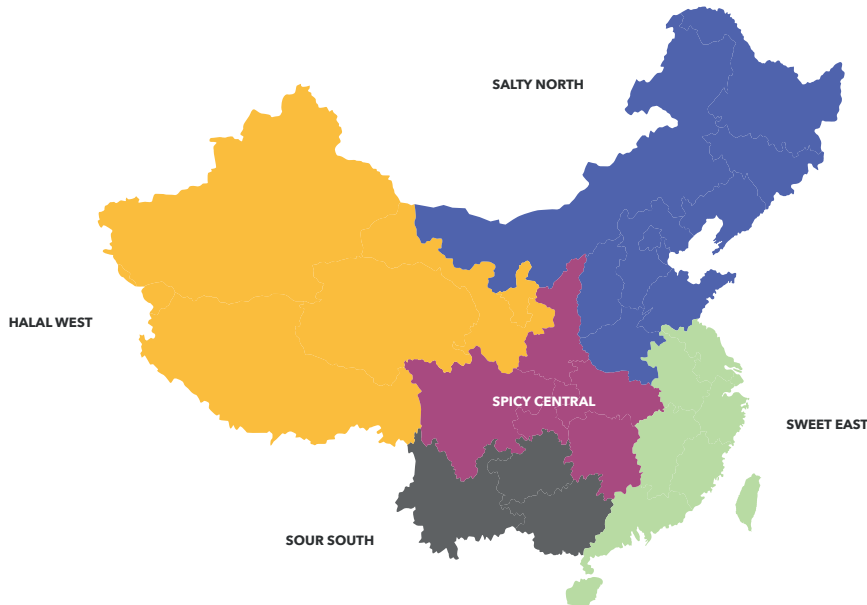 SALTY NORTH
HALAL WEST
SPICY CENTRAL
SWEET EAST
SOUR SOUTH